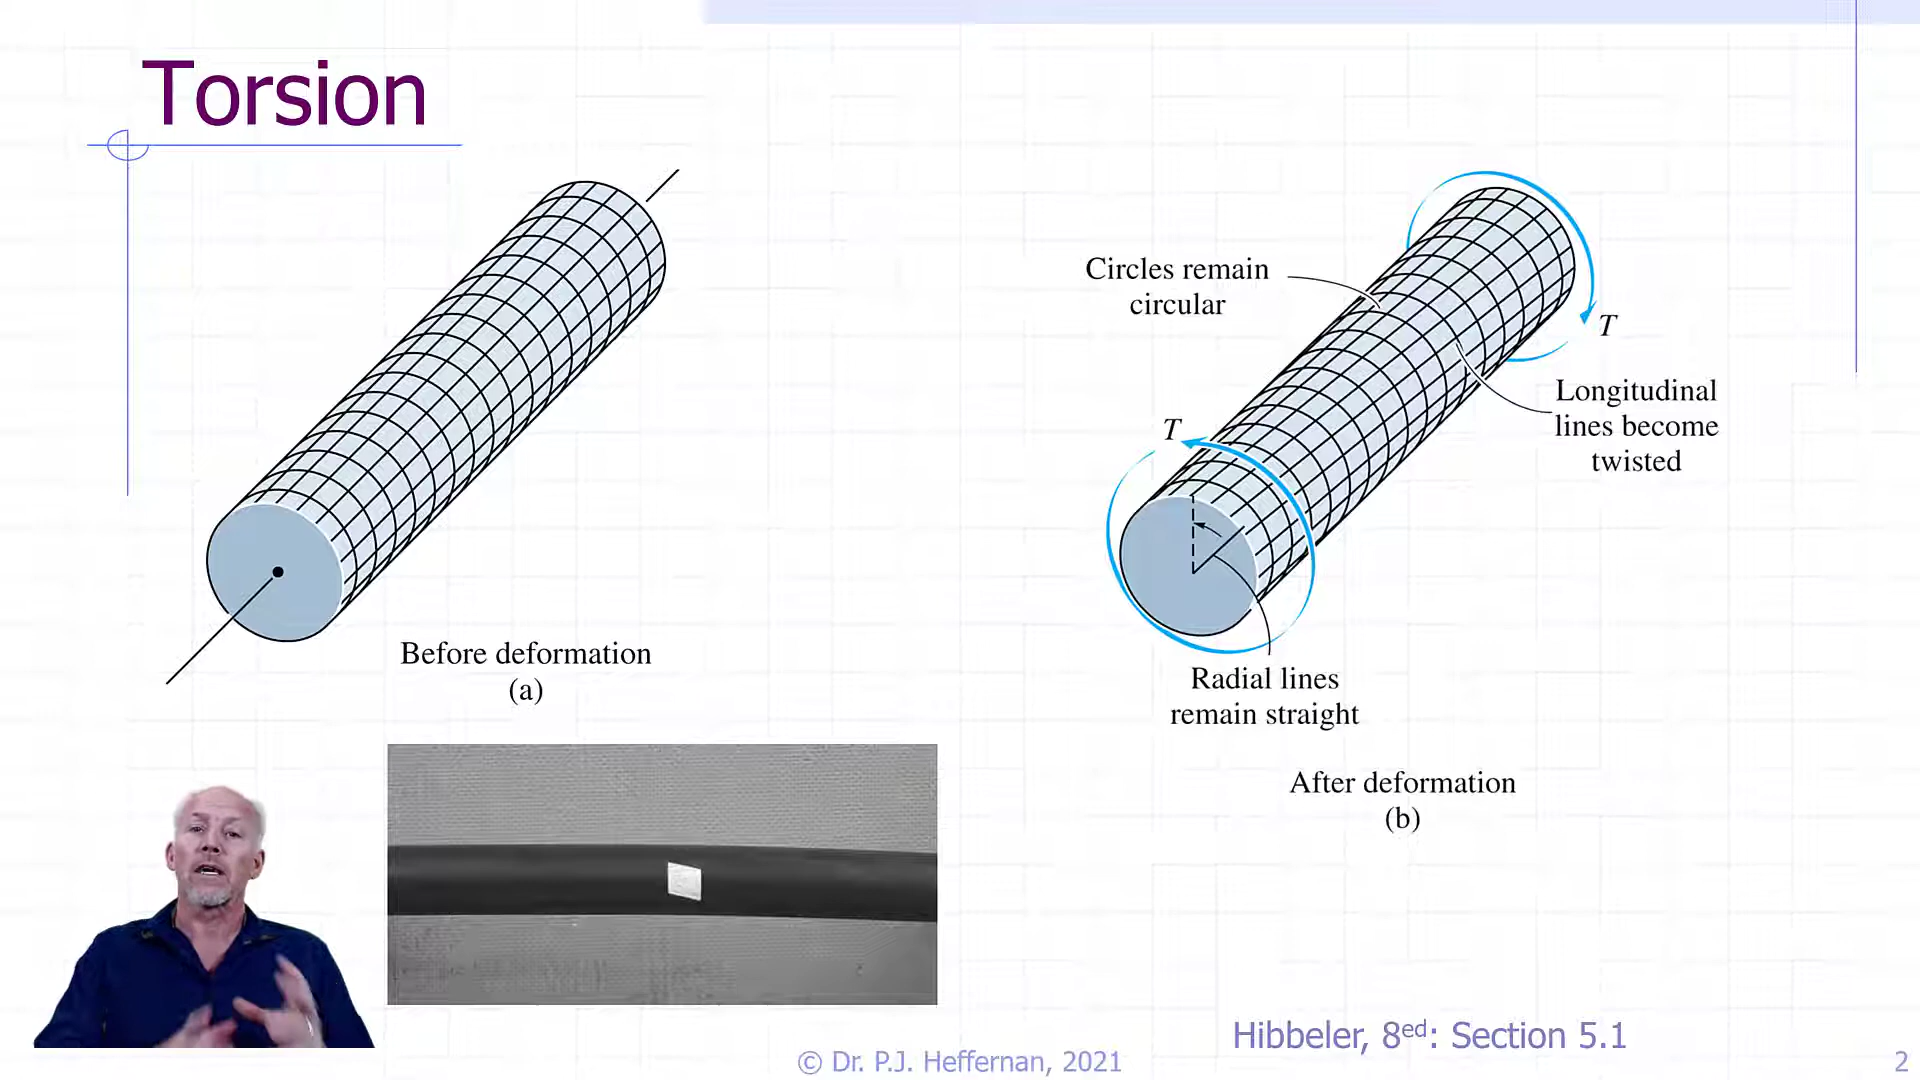 Torsion
Before deformation
(a)
Circles remain
circular
T
Longitudinal
lines become
twisted
T
Radial lines
remain straight
After deformation
(b)
Hibbeler, 8ed: Section 5.1
© Dr. P.J. Heffernan, 2021
2